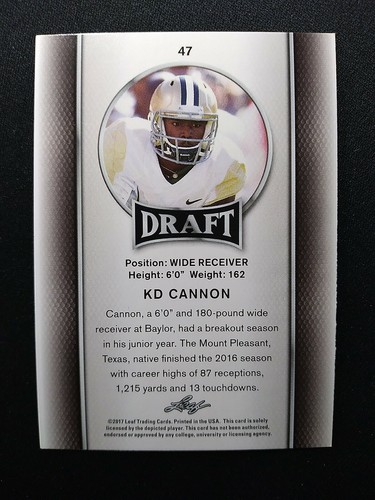 47
DRAFT
Position: WIDE RECEIVER
Height: 6'0" Weight: 162
KD CANNON
Cannon, a 6'0" and 180-pound wide
receiver at Baylor, had a breakout season
in his junior year. The Mount Pleasant,
Texas, native finished the 2016 season
with career highs of 87 receptions,
1,215 yards and 13 touchdowns.
Leaf
©2017 Leaf Trading Cards. Printed in the USA. This card is safely
licensed by the depicted player. This card has not been authorized,
endorsed or approved by any college, university or licensing agency.